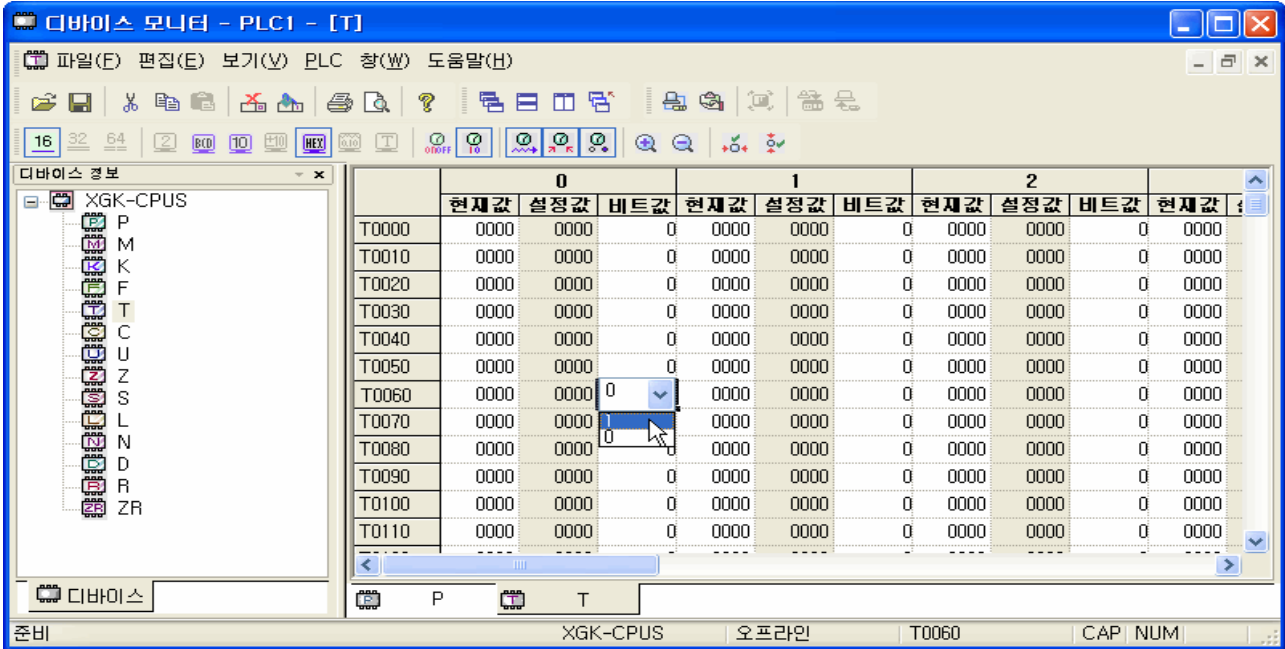 디바이스 모니터 - PLC1 - [T]
파일(F) 편집(E) 보기(V) PLC 창(W) 도움말(H)
16 32 64 2 BCD 10 ±10 HEX 0.10 T ON/OFF 10
디바이스 정보
XGK-CPUS
P
M
K
F
T
C
U
Z
S
L
N
D
R
ZR
디바이스
0 1 2
현재값 설정값 비트값 현재값 설정값 비트값 현재값 설정값 비트값 현재값
T0000 0000 0000 0 0000 0000 0 0000 0000 0 0000
T0010 0000 0000 0 0000 0000 0 0000 0000 0 0000
T0020 0000 0000 0 0000 0000 0 0000 0000 0 0000
T0030 0000 0000 0 0000 0000 0 0000 0000 0 0000
T0040 0000 0000 0 0000 0000 0 0000 0000 0 0000
T0050 0000 0000 0 0000 0000 0 0000 0000 0 0000
T0060 0000 0000 0 0000 0000 0 0000 0000 0 0000
T0070 0000 0000 1 0000 0000 0 0000 0000 0 0000
T0080 0000 0000 0 0000 0000 0 0000 0000 0 0000
T0090 0000 0000 0 0000 0000 0 0000 0000 0 0000
T0100 0000 0000 0 0000 0000 0 0000 0000 0 0000
T0110 0000 0000 0 0000 0000 0 0000 0000 0 0000
P T
준비 XGK-CPUS 오프라인 T0060 CAP NUM